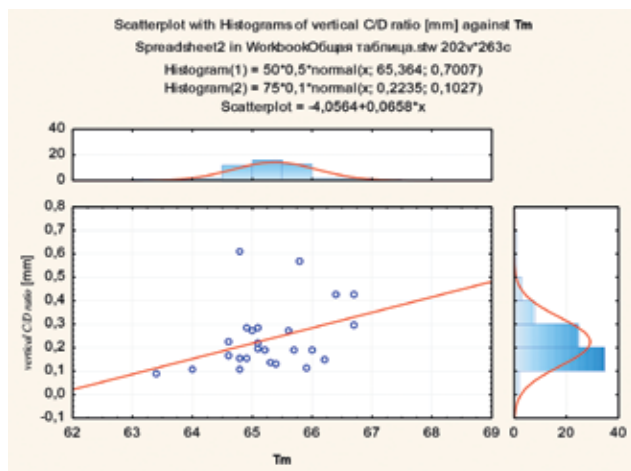 Scatterplot with Histograms of vertical C/D ratio [mm] against Tm
Spreadsheet2 in WorkbookОбщая таблица.stw 202v*263c
Histogram(1) = 50*0,5*normal(x; 65,364; 0,7007)
Histogram(2) = 75*0,1*normal(x; 0,2235; 0,1027)
Scatterplot = -4,0564+0,0658*x
40
20
0
0,8
0,7
0,6
0,5
0,4
0,3
0,2
0,1
0,0
-0,1
vertical C/D ratio [mm]
62 63 64 65 66 67 68 69
0 20 40
Tm